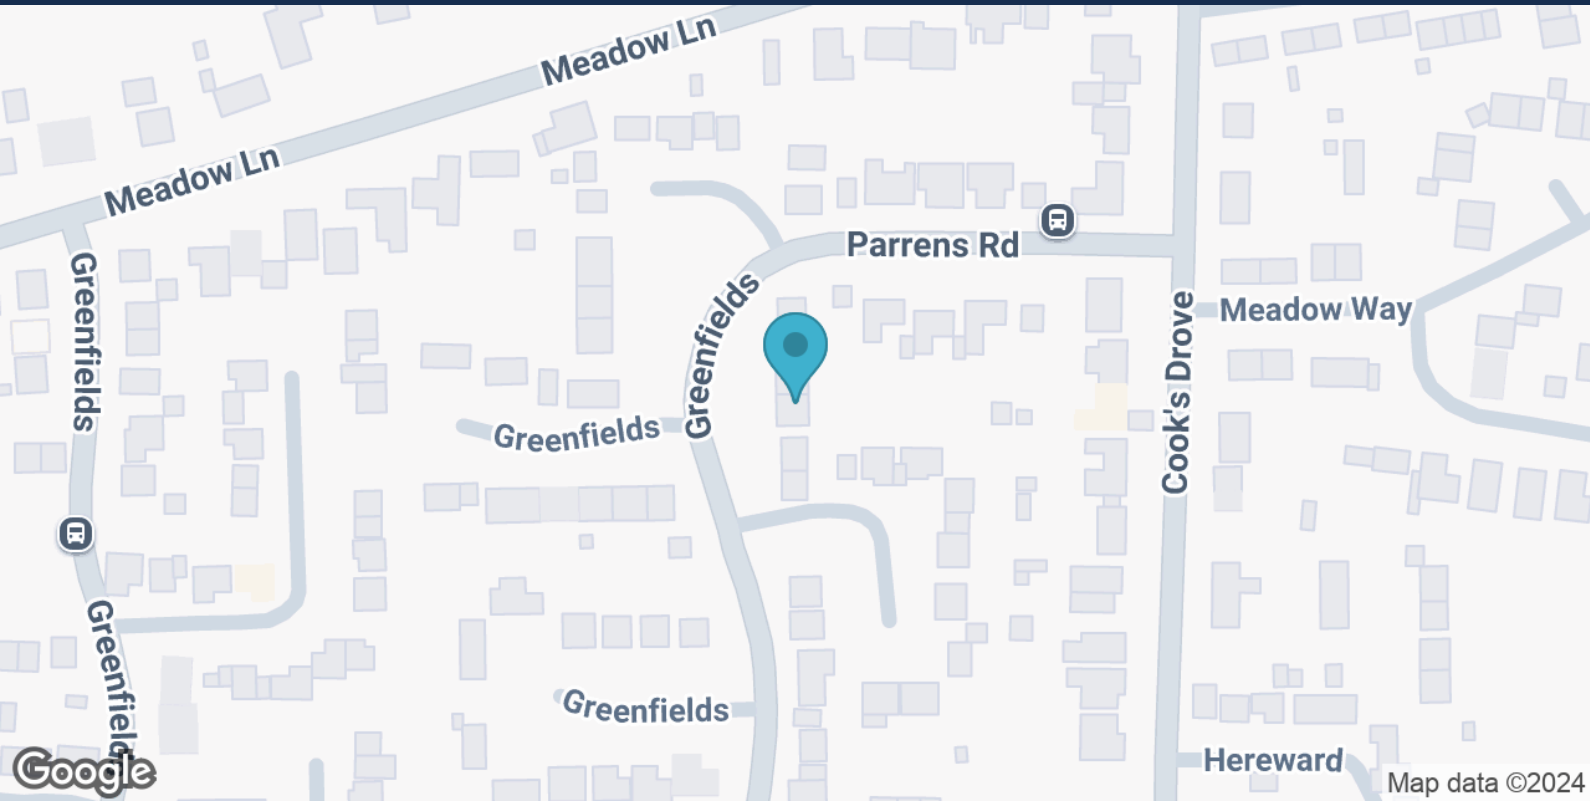 Meadow Ln
Meadow Ln
Parrens Rd
Greenfields
Greenfields
Cook's Drove
Meadow Way
Greenfields
Greenfields
Greenfields
Hereward
Google
Map data ©2024